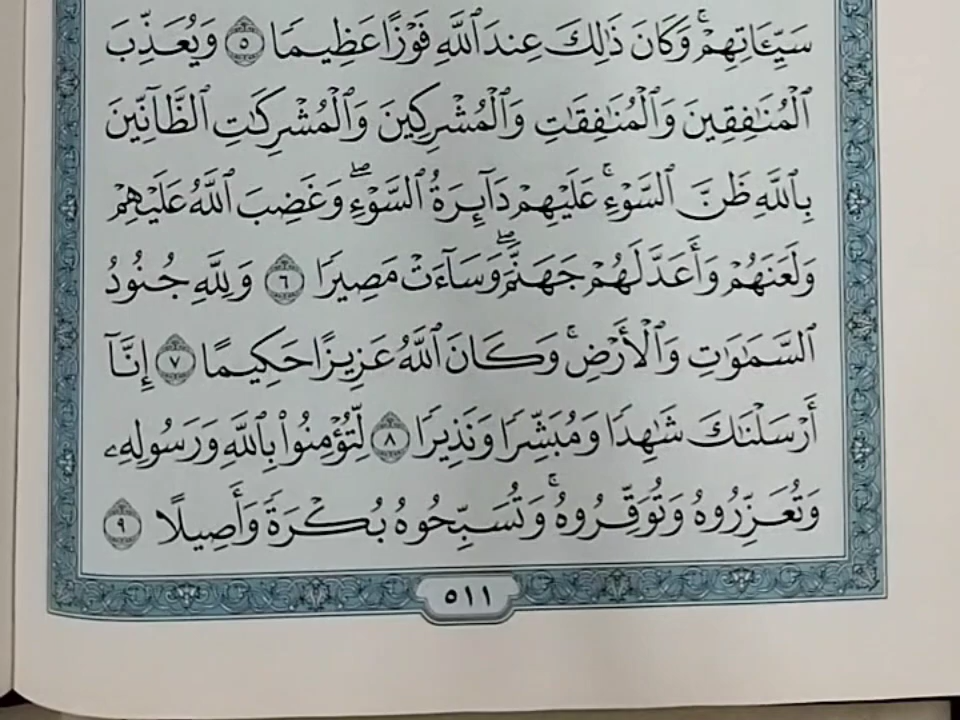 سَيِّـَٔاتِهِمْۚ وَكَانَ ذَٰلِكَ عِندَ ٱللَّهِ فَوْزًا عَظِيمًا ٥ وَيُعَذِّبَ
ٱلْمُنَٰفِقِينَ وَٱلْمُنَٰفِقَٰتِ وَٱلْمُشْرِكِينَ وَٱلْمُشْرِكَٰتِ ٱلظَّآنِّينَ
بِٱللَّهِ ظَنَّ ٱلسَّوْءِۚ عَلَيْهِمْ دَآئِرَةُ ٱلسَّوْءِۖ وَغَضِبَ ٱللَّهُ عَلَيْهِمْ
وَلَعَنَهُمْ وَأَعَدَّ لَهُمْ جَهَنَّمَۖ وَسَآءَتْ مَصِيرًا ٦ وَلِلَّهِ جُنُودُ
ٱلسَّمَٰوَٰتِ وَٱلْأَرْضِۚ وَكَانَ ٱللَّهُ عَزِيزًا حَكِيمًا ٧ إِنَّآ
أَرْسَلْنَٰكَ شَٰهِدًا وَمُبَشِّرًا وَنَذِيرًا ٨ لِّتُؤْمِنُوا۟ بِٱللَّهِ وَرَسُولِهِۦ
وَتُعَزِّرُوهُ وَتُوَقِّرُوهُۚ وَتُسَبِّحُوهُ بُكْرَةً وَأَصِيلًا ٩
٥١١